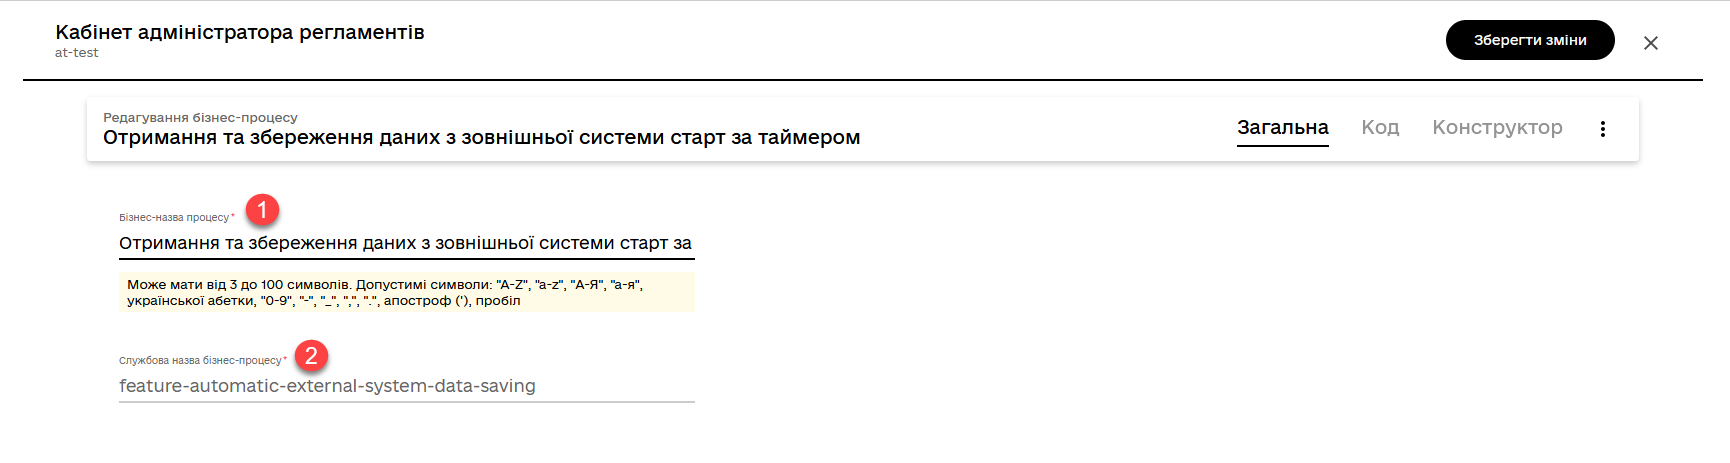 Кабінет адміністратора регламентів
at-test
Зберегти зміни
Редагування бізнес-процесу
Отримання та збереження даних з зовнішньої системи старт за таймером
Загальна
Код
Конструктор
Бізнес-назва процесу*
1
Отримання та збереження даних з зовнішньої системи старт за
Може мати від 3 до 100 символів. Допустимі символи: "A-Z", "a-z", "А-Я", "а-я",
української абетки, "0-9", "-", "_", ",", ".", апостроф ('), пробіл
Службова назва бізнес-процесу*
2
feature-automatic-external-system-data-saving